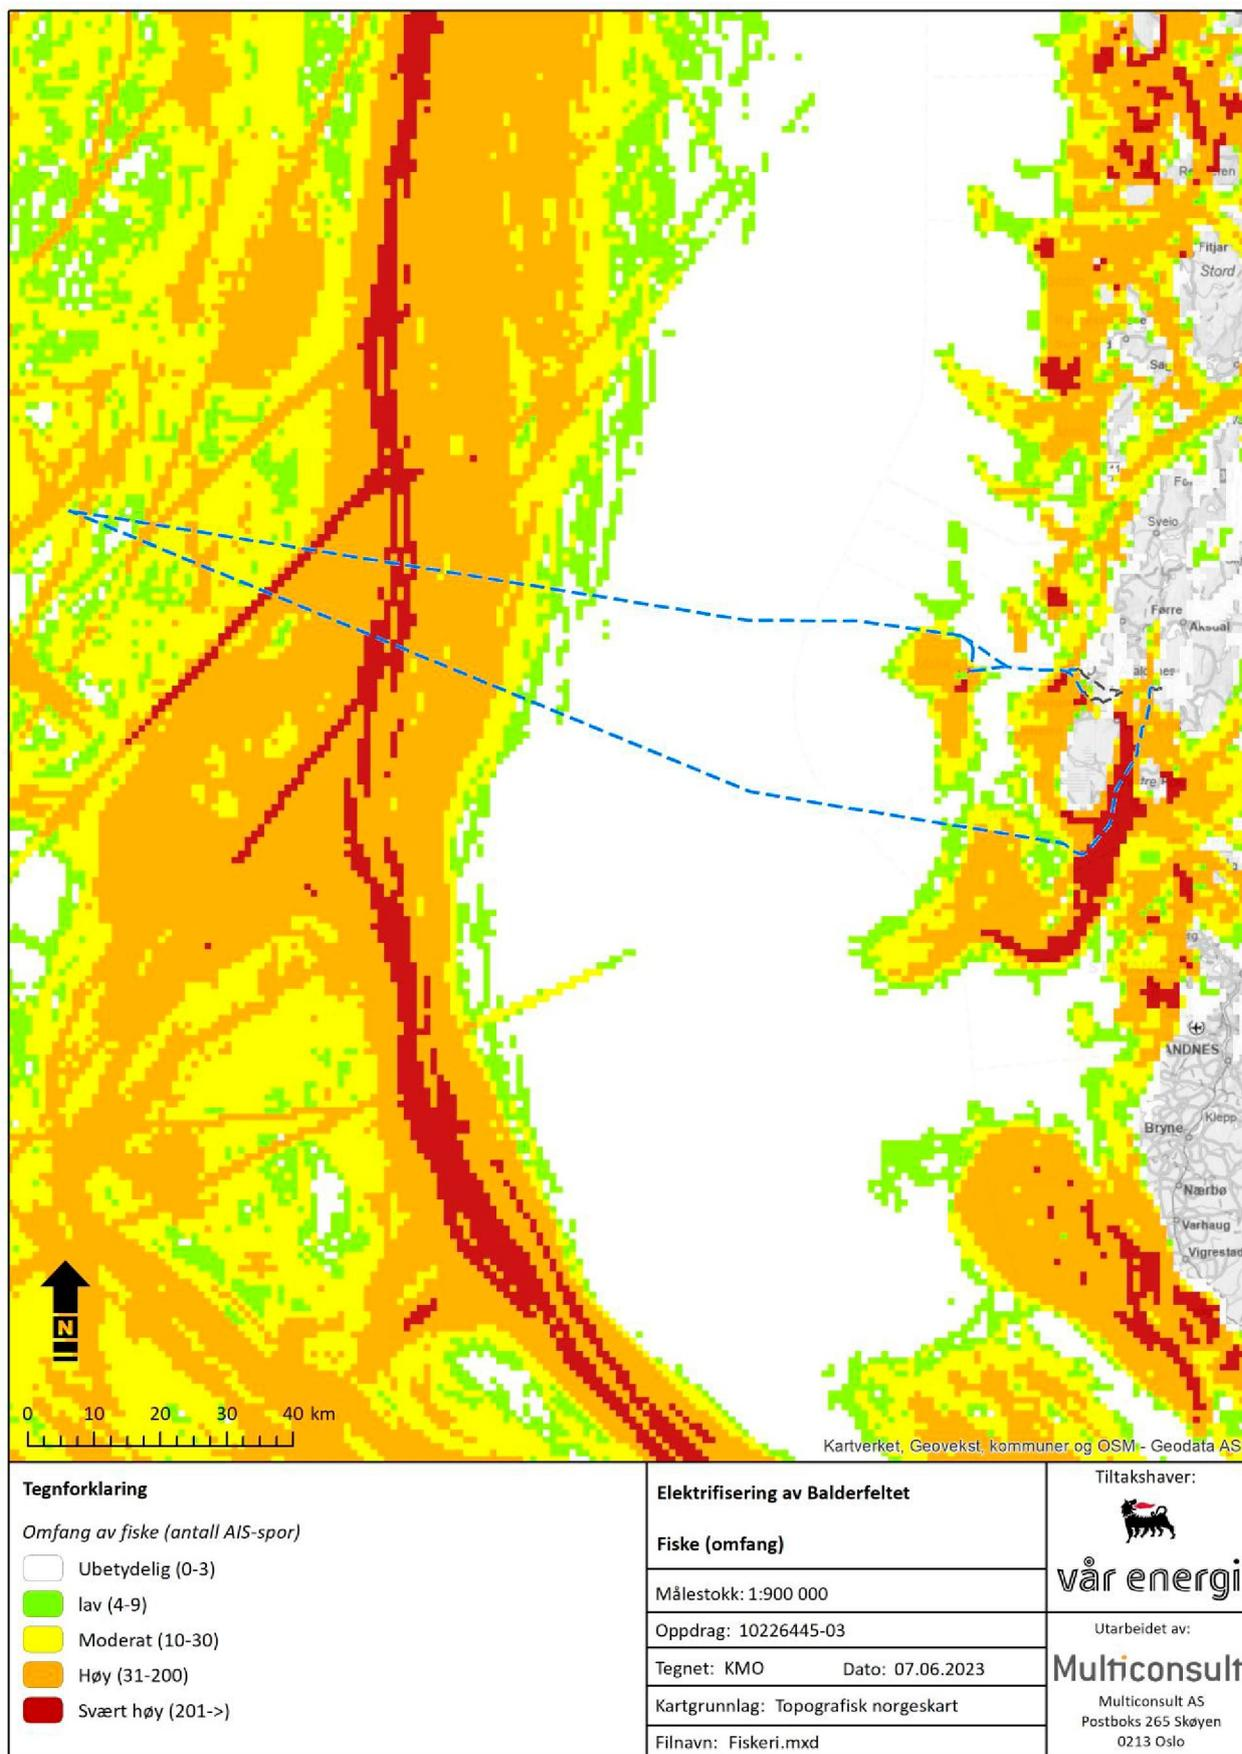 Fitjar
Stord
Sveio
Førre
Aksdal
ANDNES
Klepp
Bryne
Nærbø
Varhaug
Vigrestad
N
0 10 20 30 40 km
Kartverket, Geovekst, kommuner og OSM - Geodata AS
Tegnforklaring
Omfang av fiske (antall AIS-spor)
Ubetydelig (0-3)
lav (4-9)
Moderat (10-30)
Høy (31-200)
Svært høy (201->)
Elektrifisering av Balderfeltet
Fiske (omfang)
Målestokk: 1:900 000
Oppdrag: 10226445-03
Tegnet: KMO Dato: 07.06.2023
Kartgrunnlag: Topografisk norgeskart
Filnavn: Fiskeri.mxd
Tiltakshaver:
vår energi
Utarbeidet av:
Multiconsult
Multiconsult AS
Postboks 265 Skøyen
0213 Oslo